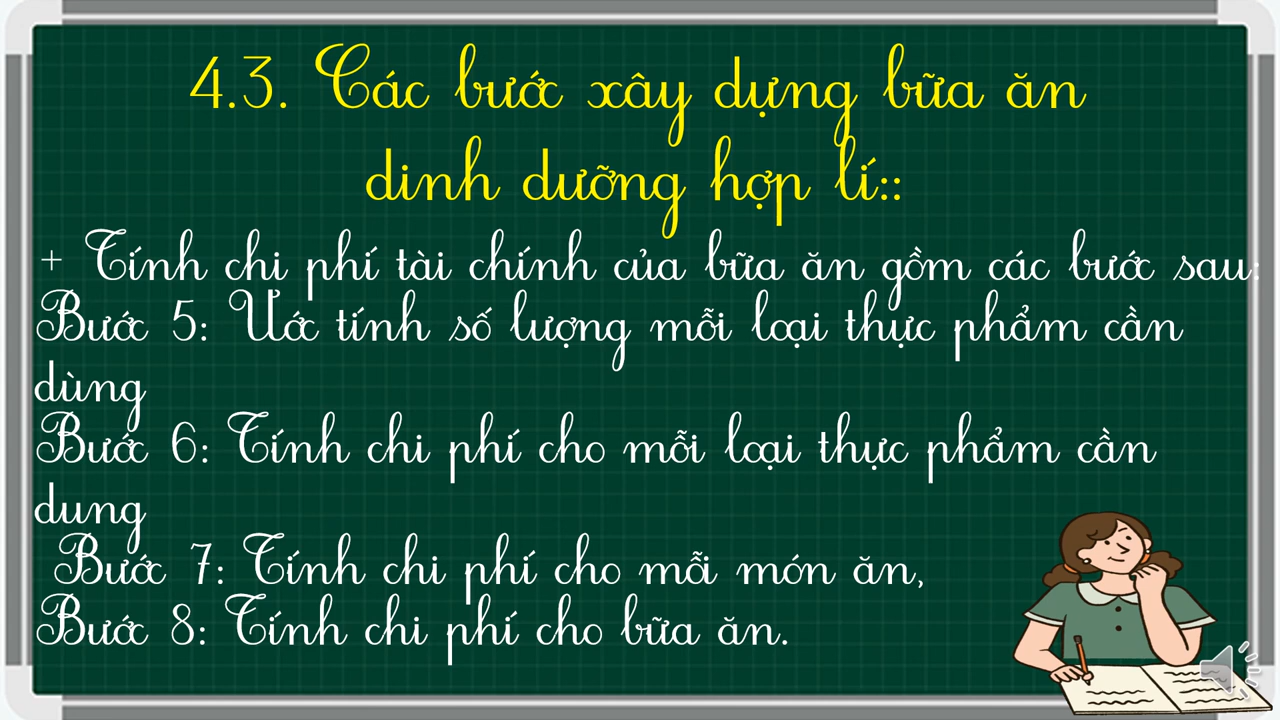 4.3. Các bước xây dựng bữa ăn
dinh dưỡng hợp lí::
+ Tính chi phí tài chính của bữa ăn gồm các bước sau:
Bước 5: Ước tính số lượng mỗi loại thực phẩm cần
dùng
Bước 6: Tính chi phí cho mỗi loại thực phẩm cần
dung
Bước 7: Tính chi phí cho mỗi món ăn,
Bước 8: Tính chi phí cho bữa ăn.